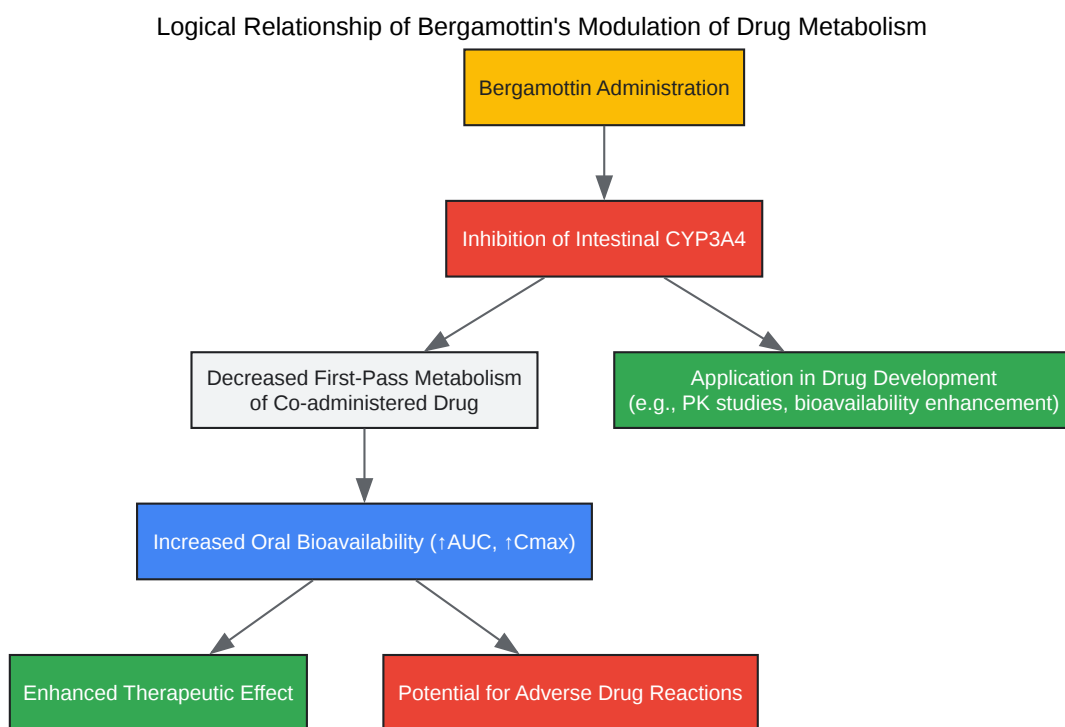 Logical Relationship of Bergamottin's Modulation of Drug Metabolism
Bergamottin Administration
Inhibition of Intestinal CYP3A4
Decreased First-Pass Metabolism
of Co-administered Drug
Application in Drug Development
(e.g., PK studies, bioavailability enhancement)
Increased Oral Bioavailability (↑AUC, ↑Cmax)
Enhanced Therapeutic Effect
Potential for Adverse Drug Reactions